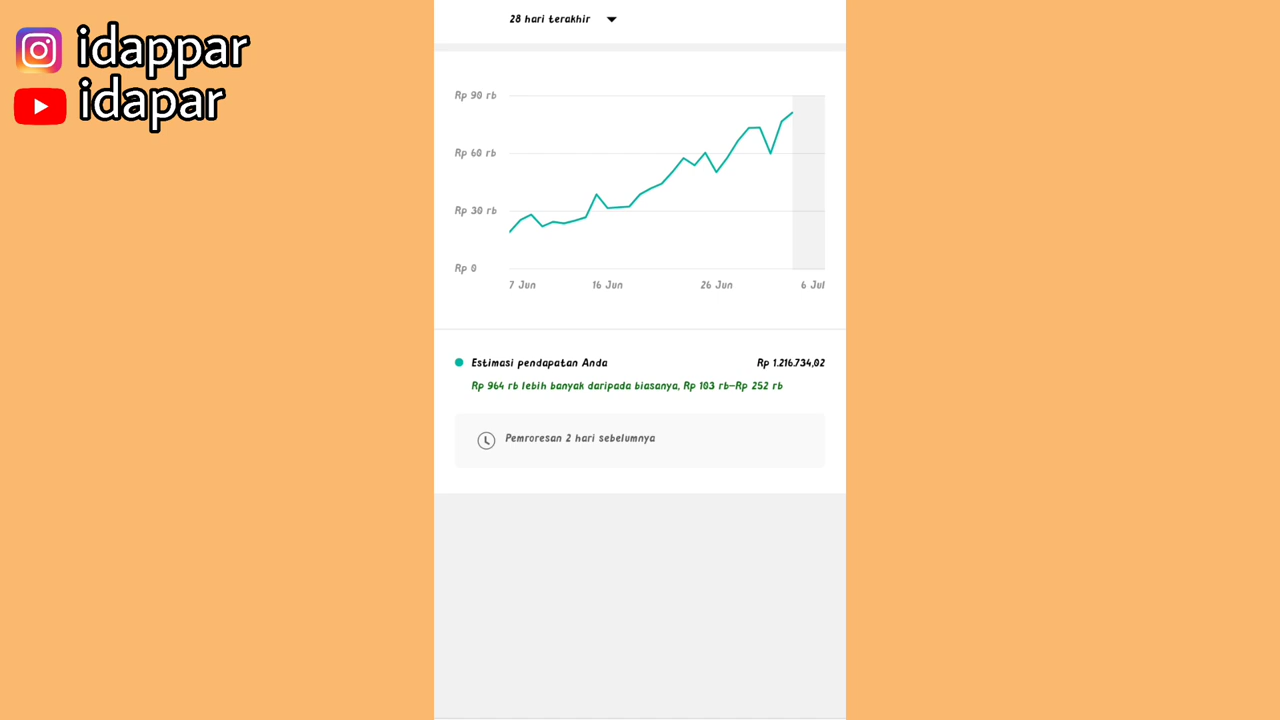 idappar
idapar
28 hari terakhir
Rp 90 rb
Rp 60 rb
Rp 30 rb
Rp 0
7 Jun 16 Jun 26 Jun 6 Jul
Estimasi pendapatan Anda Rp 1.216.734,02
Rp 964 rb lebih banyak daripada biasanya, Rp 103 rb–Rp 252 rb
Pemroresan 2 hari sebelumnya